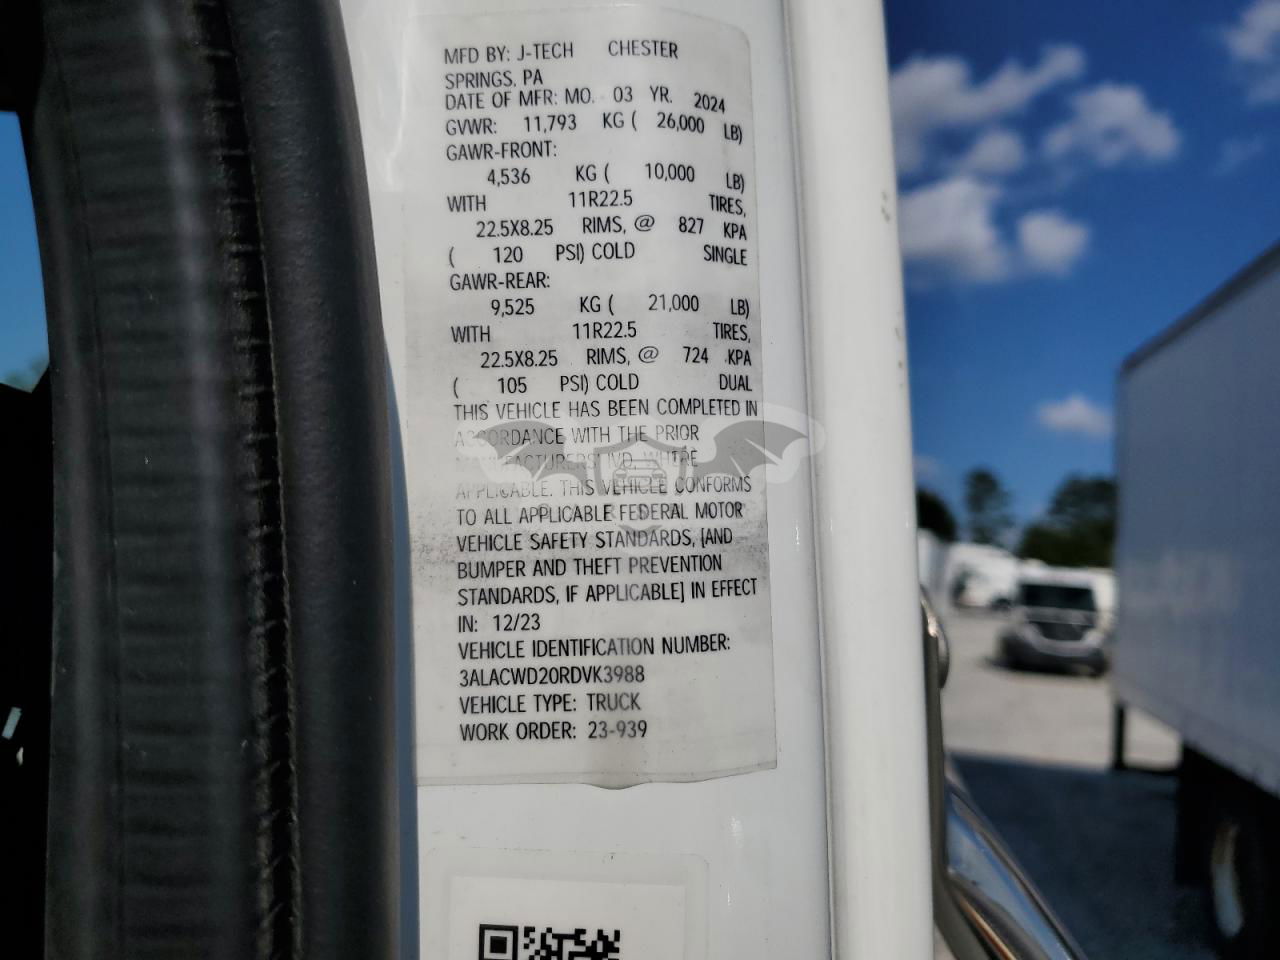 MFD BY: J-TECH CHESTER
SPRINGS, PA
DATE OF MFR: MO. 03 YR. 2024
GVWR: 11,793 KG ( 26,000 LB)
GAWR-FRONT:
4,536 KG ( 10,000 LB)
WITH 11R22.5 TIRES,
22.5X8.25 RIMS, @ 827 KPA
( 120 PSI) COLD SINGLE
GAWR-REAR:
9,525 KG ( 21,000 LB)
WITH 11R22.5 TIRES,
22.5X8.25 RIMS, @ 724 KPA
( 105 PSI) COLD DUAL
THIS VEHICLE HAS BEEN COMPLETED IN
ACCORDANCE WITH THE PRIOR
MANUFACTURERS' IVD, WHERE
APPLICABLE. THIS VEHICLE CONFORMS
TO ALL APPLICABLE FEDERAL MOTOR
VEHICLE SAFETY STANDARDS, [AND
BUMPER AND THEFT PREVENTION
STANDARDS, IF APPLICABLE] IN EFFECT
IN: 12/23
VEHICLE IDENTIFICATION NUMBER:
3ALACWD20RDVK3988
VEHICLE TYPE: TRUCK
WORK ORDER: 23-939